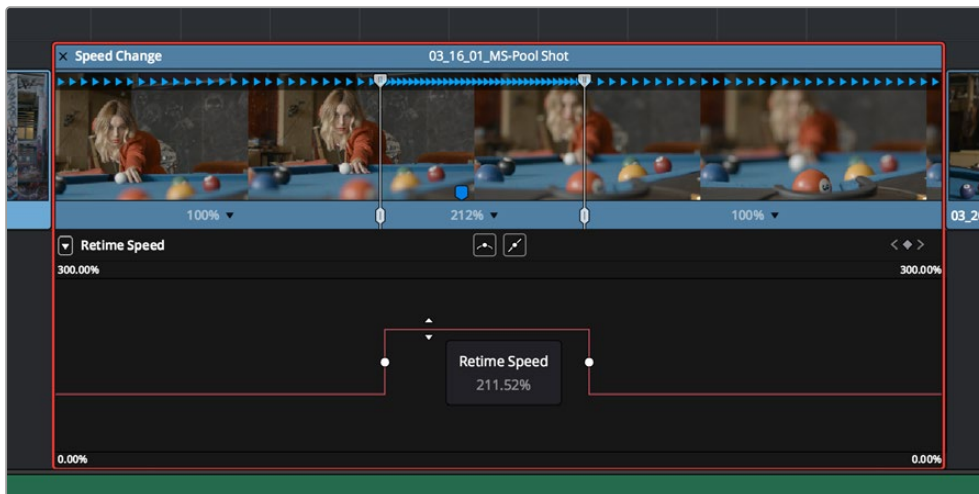 × Speed Change 03_16_01_MS-Pool Shot
100% 212% 100%
03_2
Retime Speed
300.00% 300.00%
Retime Speed
211.52%
0.00% 0.00%